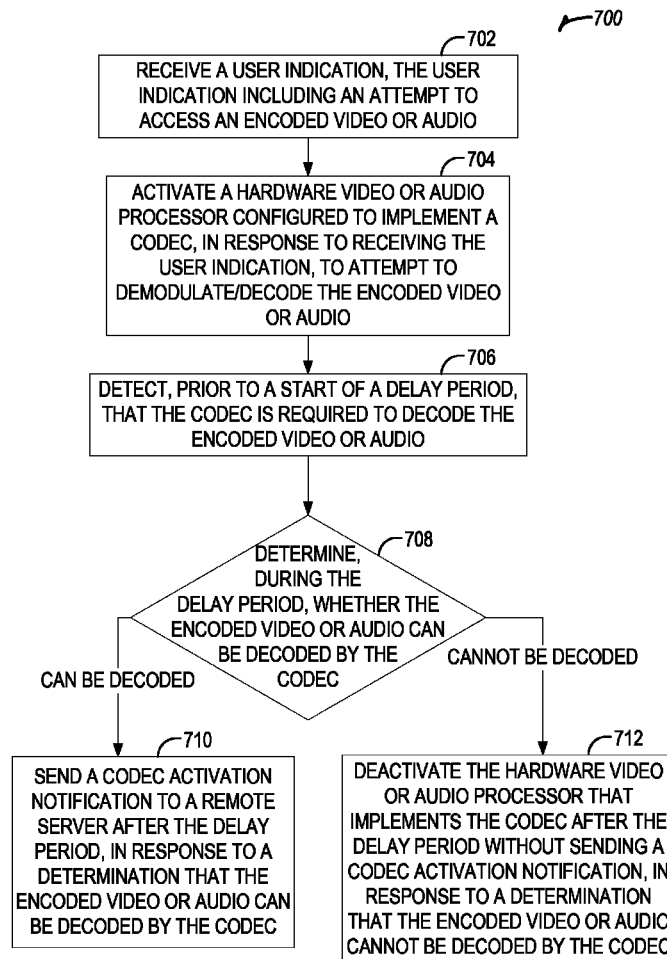 700
702
RECEIVE A USER INDICATION, THE USER
INDICATION INCLUDING AN ATTEMPT TO
ACCESS AN ENCODED VIDEO OR AUDIO
704
ACTIVATE A HARDWARE VIDEO OR AUDIO
PROCESSOR CONFIGURED TO IMPLEMENT A
CODEC, IN RESPONSE TO RECEIVING THE
USER INDICATION, TO ATTEMPT TO
DEMODULATE/DECODE THE ENCODED VIDEO
OR AUDIO
706
DETECT, PRIOR TO A START OF A DELAY PERIOD,
THAT THE CODEC IS REQUIRED TO DECODE THE
ENCODED VIDEO OR AUDIO
708
DETERMINE,
DURING THE
DELAY PERIOD, WHETHER THE
ENCODED VIDEO OR AUDIO CAN
BE DECODED BY THE
CODEC
CAN BE DECODED
CANNOT BE DECODED
710
SEND A CODEC ACTIVATION
NOTIFICATION TO A REMOTE
SERVER AFTER THE DELAY
PERIOD, IN RESPONSE TO A
DETERMINATION THAT THE
ENCODED VIDEO OR AUDIO CAN
BE DECODED BY THE CODEC
712
DEACTIVATE THE HARDWARE VIDEO
OR AUDIO PROCESSOR THAT
IMPLEMENTS THE CODEC AFTER THE
DELAY PERIOD WITHOUT SENDING A
CODEC ACTIVATION NOTIFICATION, IN
RESPONSE TO A DETERMINATION
THAT THE ENCODED VIDEO OR AUDIO
CANNOT BE DECODED BY THE CODEC